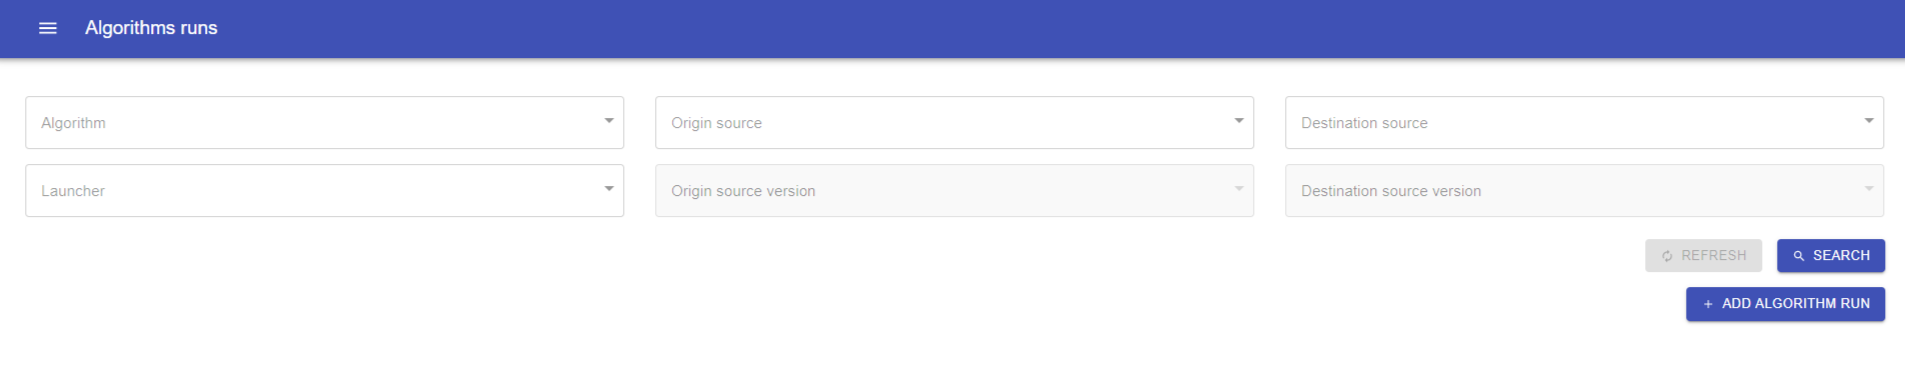 Algorithms runs
Algorithm
Origin source
Destination source
Launcher
Origin source version
Destination source version
REFRESH
SEARCH
ADD ALGORITHM RUN